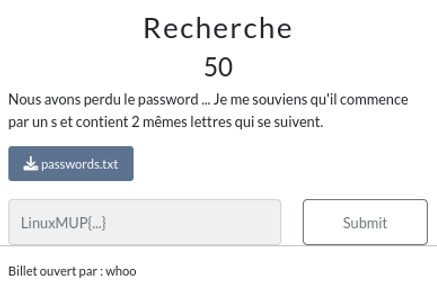 Recherche
50
Nous avons perdu le password ... Je me souviens qu'il commence
par un s et contient 2 mêmes lettres qui se suivent.
passwords.txt
LinuxMUP{...}
Submit
Billet ouvert par : whoo